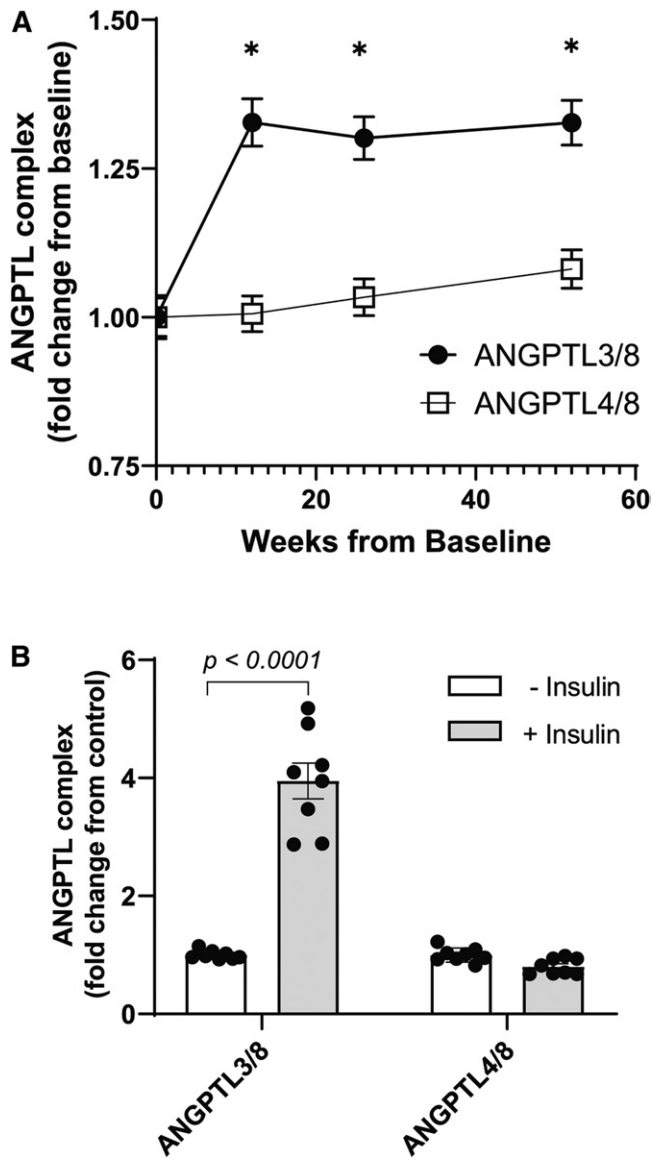 A
ANGPTL complex
(fold change from baseline)
1.50
1.25
1.00
0.75
* * *
ANGPTL3/8
ANGPTL4/8
0 20 40 60
Weeks from Baseline
B
ANGPTL complex
(fold change from control)
6
4
2
0
p < 0.0001
- Insulin
+ Insulin
ANGPTL3/8
ANGPTL4/8